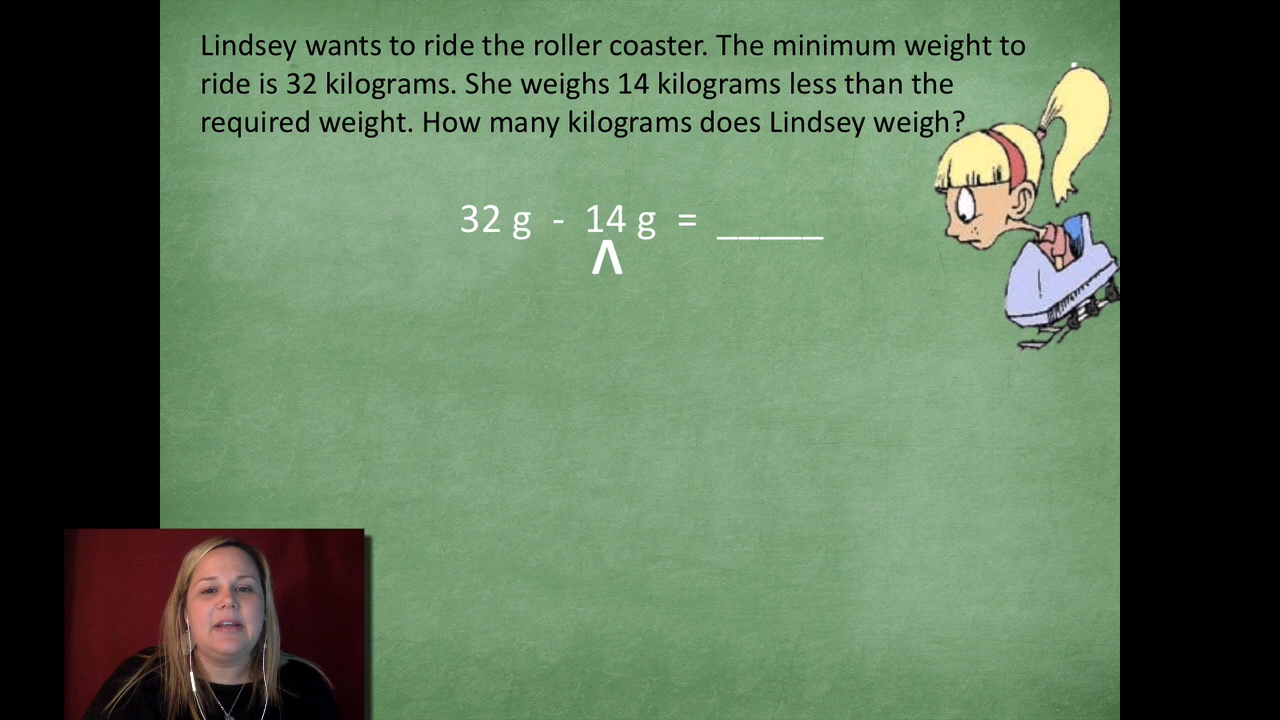 Lindsey wants to ride the roller coaster. The minimum weight to
ride is 32 kilograms. She weighs 14 kilograms less than the
required weight. How many kilograms does Lindsey weigh?
32 g - 14 g = _____